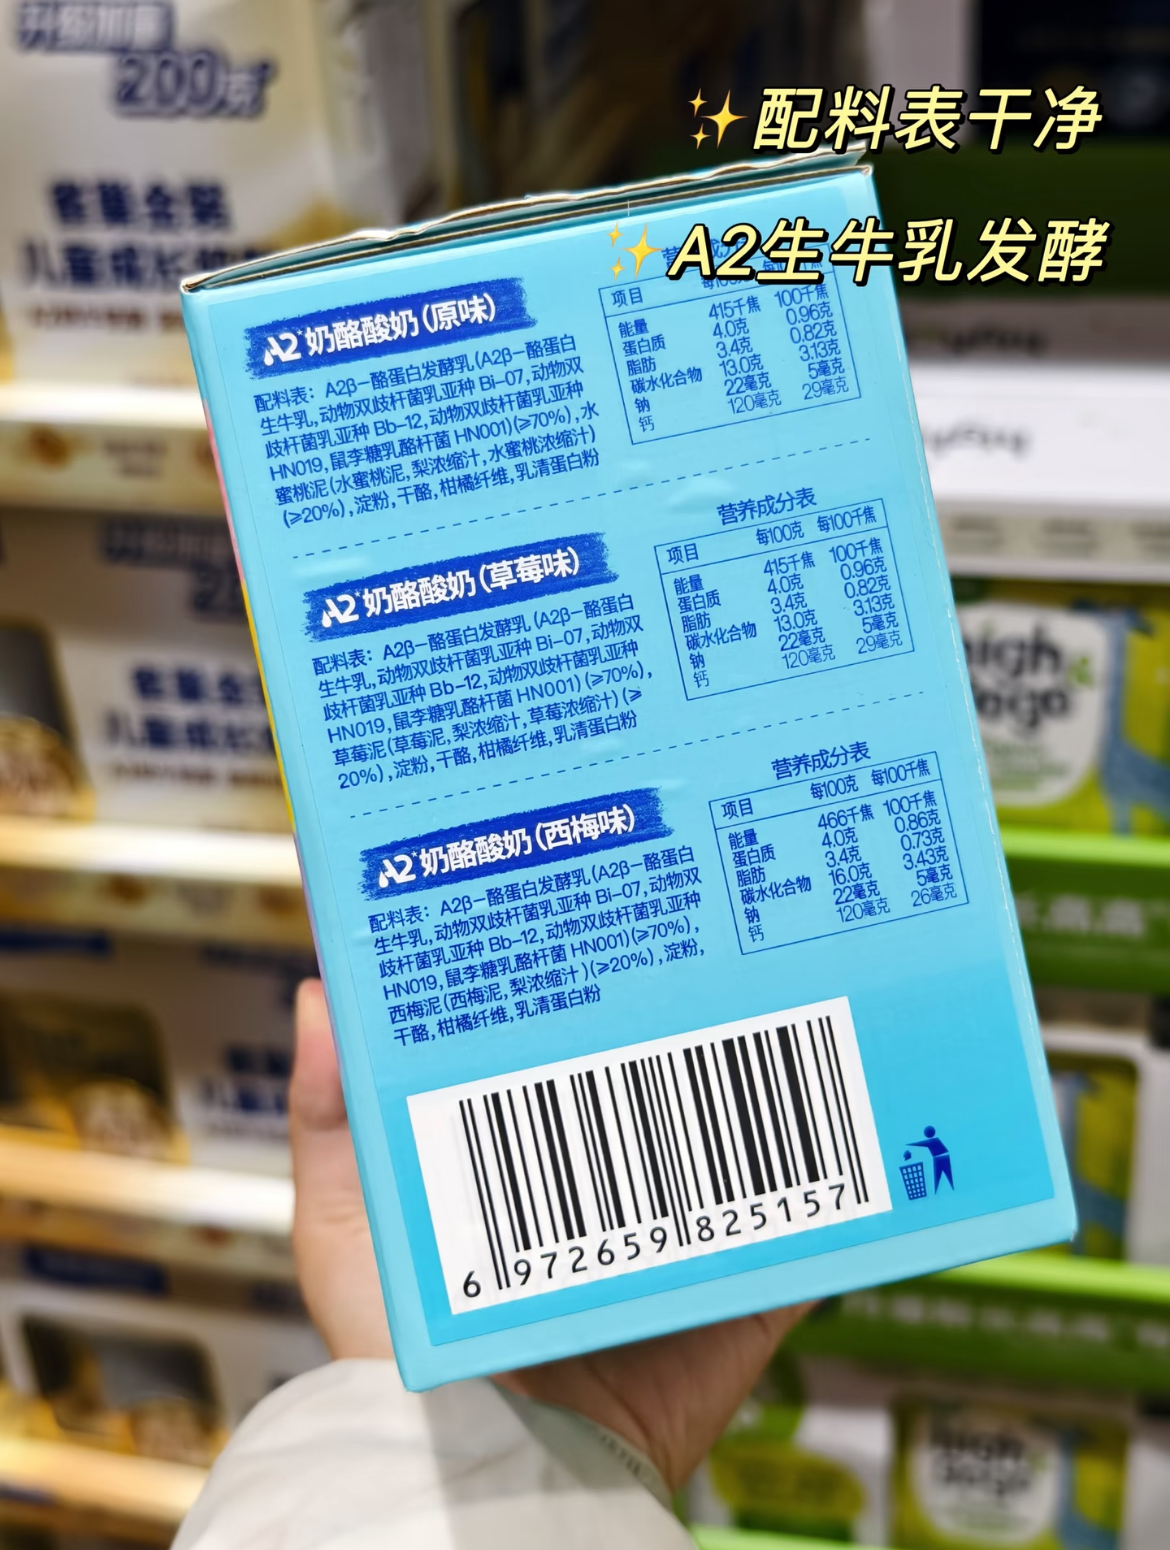 配料表干净
A2生牛乳发酵
A2奶酪酸奶(原味)
配料表：A2β-酪蛋白发酵乳(A2β-酪蛋白
生牛乳,动物双歧杆菌乳亚种 Bi-07,动物双
歧杆菌乳亚种 Bb-12,动物双歧杆菌乳亚种
HN019,鼠李糖乳酪杆菌 HN001)(≥70%),水
蜜桃泥(水蜜桃泥,梨浓缩汁,水蜜桃浓缩汁)
(≥20%),淀粉,干酪,柑橘纤维,乳清蛋白粉
项目
能量 415千焦 100千焦
蛋白质 4.0克 0.96克
脂肪 3.4克 0.82克
碳水化合物 13.0克 3.13克
钠 22毫克 5毫克
钙 120毫克 29毫克
A2奶酪酸奶(草莓味)
配料表：A2β-酪蛋白发酵乳(A2β-酪蛋白
生牛乳,动物双歧杆菌乳亚种 Bi-07,动物双
歧杆菌乳亚种 Bb-12,动物双歧杆菌乳亚种
HN019,鼠李糖乳酪杆菌 HN001)(≥70%),
草莓泥(草莓泥,梨浓缩汁,草莓浓缩汁)(≥
20%),淀粉,干酪,柑橘纤维,乳清蛋白粉
营养成分表
项目 每100克 每100千焦
能量 415千焦 100千焦
蛋白质 4.0克 0.96克
脂肪 3.4克 0.82克
碳水化合物 13.0克 3.13克
钠 22毫克 5毫克
钙 120毫克 29毫克
A2奶酪酸奶(西梅味)
配料表：A2β-酪蛋白发酵乳(A2β-酪蛋白
生牛乳,动物双歧杆菌乳亚种 Bi-07,动物双
歧杆菌乳亚种 Bb-12,动物双歧杆菌乳亚种
HN019,鼠李糖乳酪杆菌 HN001)(≥70%),
西梅泥(西梅泥,梨浓缩汁)(≥20%),淀粉,
干酪,柑橘纤维,乳清蛋白粉
营养成分表
项目 每100克 每100千焦
能量 466千焦 100千焦
蛋白质 4.0克 0.86克
脂肪 3.4克 0.73克
碳水化合物 16.0克 3.43克
钠 22毫克 5毫克
钙 120毫克 26毫克
6 972659 825157
200克